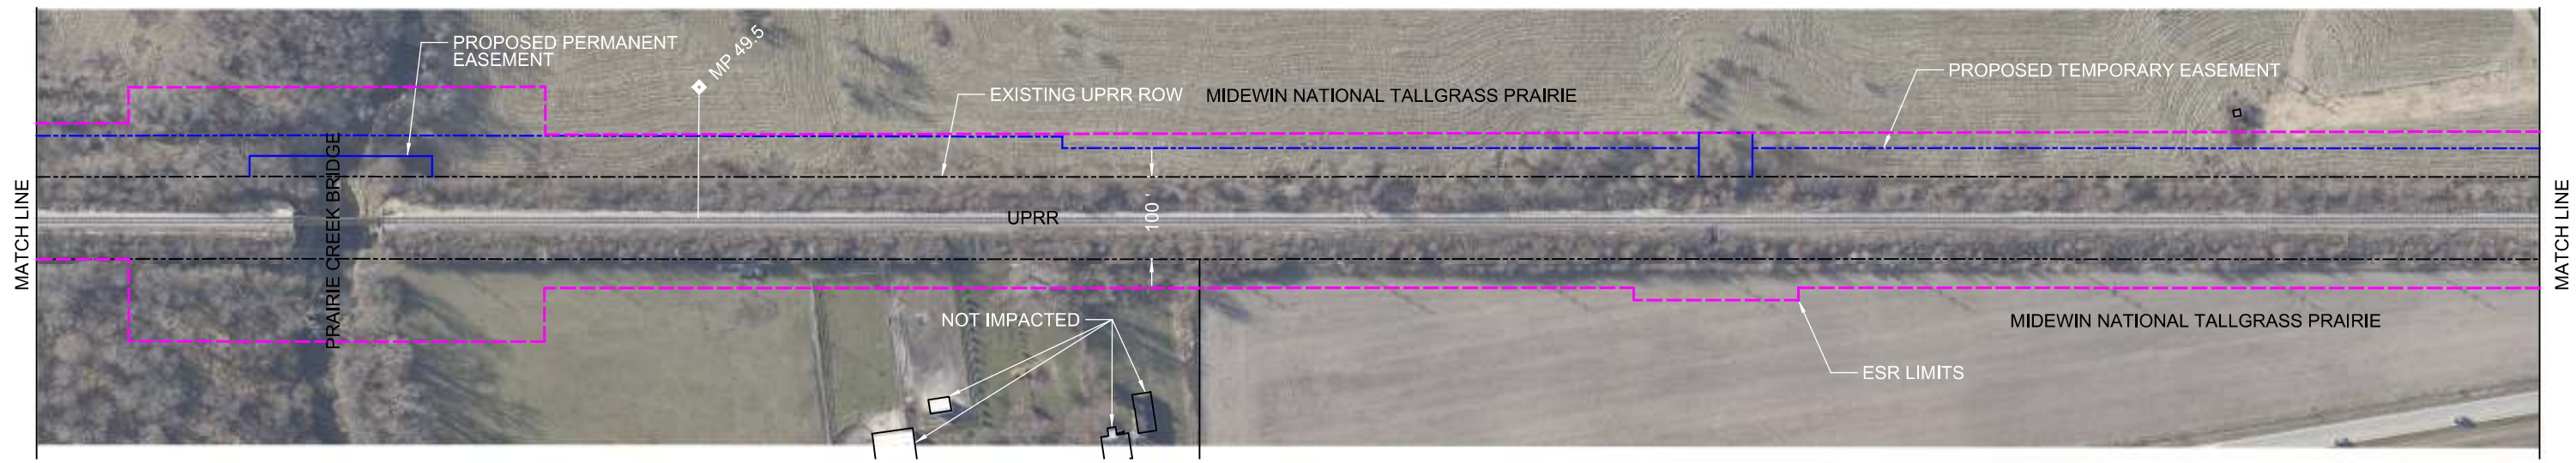 PROPOSED PERMANENT
EASEMENT
MP 49.5
EXISTING UPRR ROW
MIDEWIN NATIONAL TALLGRASS PRAIRIE
PROPOSED TEMPORARY EASEMENT
MATCH LINE
PRAIRIE CREEK BRIDGE
UPRR
100'
MATCH LINE
NOT IMPACTED
MIDEWIN NATIONAL TALLGRASS PRAIRIE
ESR LIMITS